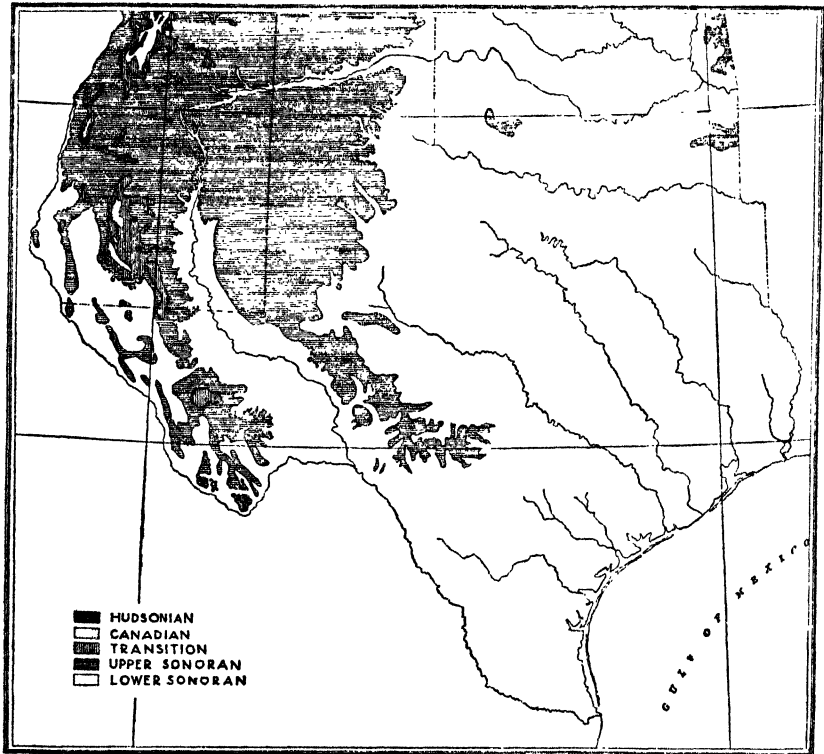 HUDSONIAN
CANADIAN
TRANSITION
UPPER SONORAN
LOWER SONORAN
GULF OF MEXICO